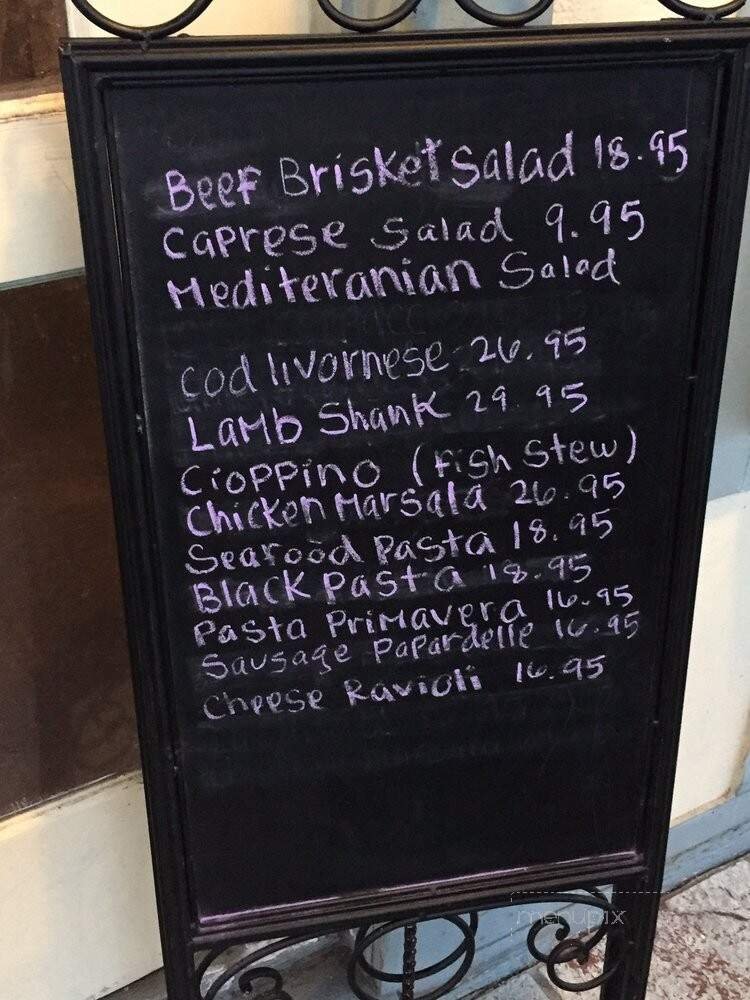 Beef Brisket Salad 18.95
Caprese Salad 9.95
Mediteranian Salad
Cod livornese 26.95
Lamb Shank 29.95
Cioppino (Fish Stew)
Chicken Marsala 26.95
Seafood Pasta 18.95
Black Pasta 18.95
Pasta Primavera 16.95
Sausage Papardelle 16.95
Cheese Ravioli 16.95
menupix